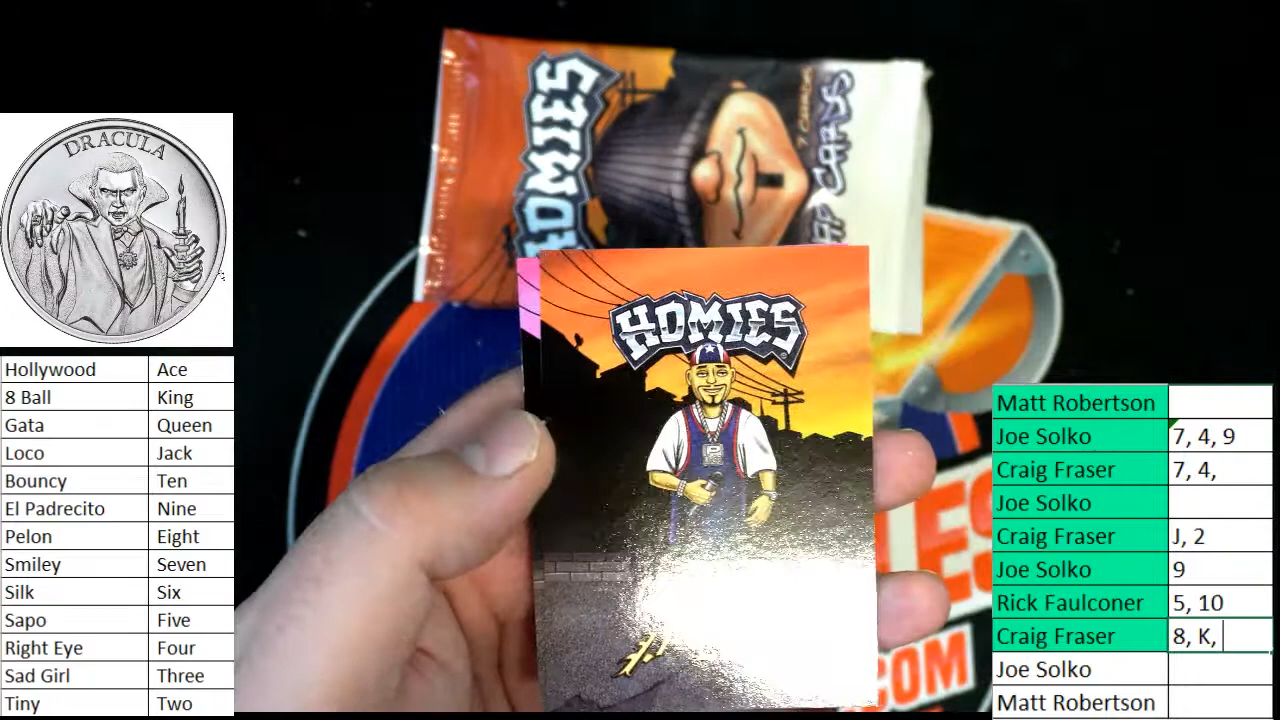 DRACULA
Hollywood Ace
8 Ball King
Gata Queen
Loco Jack
Bouncy Ten
El Padrecito Nine
Pelon Eight
Smiley Seven
Silk Six
Sapo Five
Right Eye Four
Sad Girl Three
Tiny Two
HOMIES
7 CARDS
HOMIES
P
LES
.COM
Matt Robertson
Joe Solko 7, 4, 9
Craig Fraser 7, 4,
Joe Solko
Craig Fraser J, 2
Joe Solko 9
Rick Faulconer 5, 10
Craig Fraser 8, K,
Joe Solko
Matt Robertson